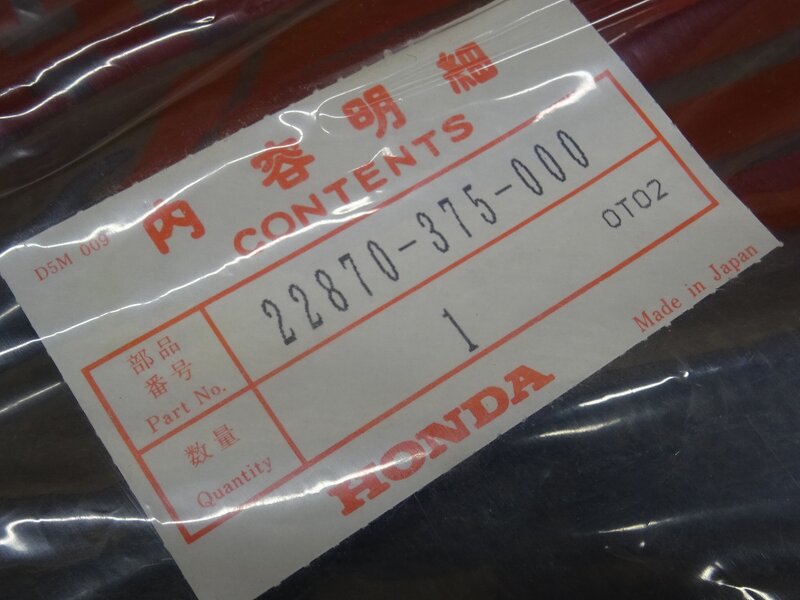 D5M 009
内容明細
CONTENTS
部品
番号
Part No.
22870-375-000
0T02
数量
Quantity
1
HONDA
Made in Japan